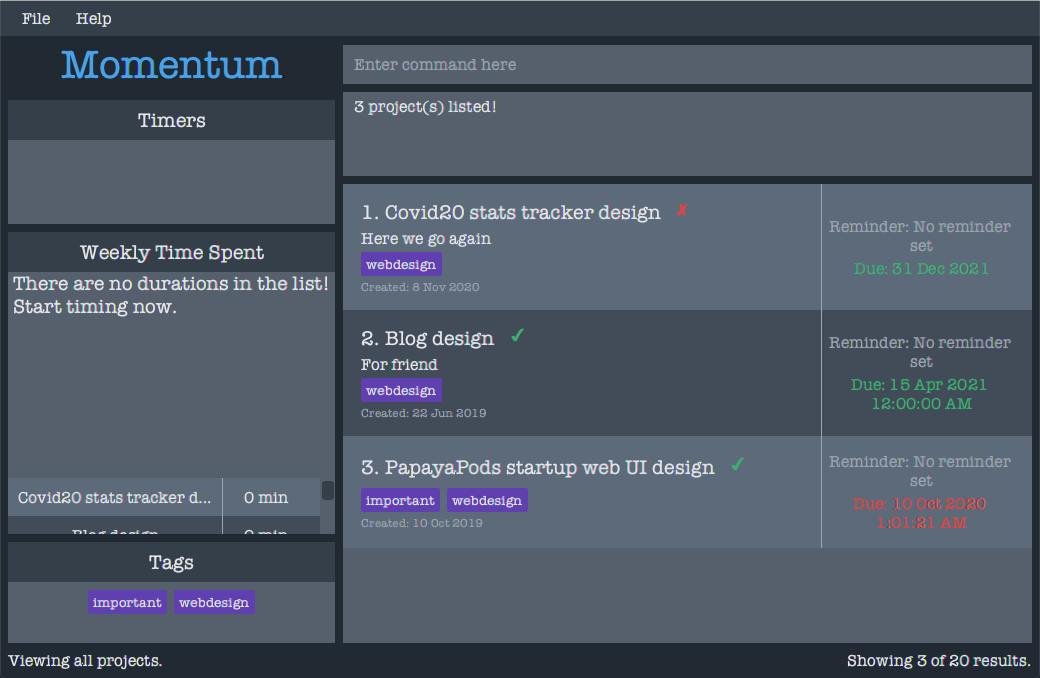 File Help
Momentum
Enter command here
3 project(s) listed!
Timers
Weekly Time Spent
There are no durations in the list!
Start timing now.
Covid20 stats tracker d... 0 min
Blog design 0 min
Tags
important webdesign
1. Covid20 stats tracker design ✗
Here we go again
webdesign
Created: 8 Nov 2020
Reminder: No reminder
set
Due: 31 Dec 2021
2. Blog design ✓
For friend
webdesign
Created: 22 Jun 2019
Reminder: No reminder
set
Due: 15 Apr 2021
12:00:00 AM
3. PapayaPods startup web UI design ✓
important webdesign
Created: 10 Oct 2019
Reminder: No reminder
set
Due: 10 Oct 2020
1:01:21 AM
Viewing all projects.
Showing 3 of 20 results.